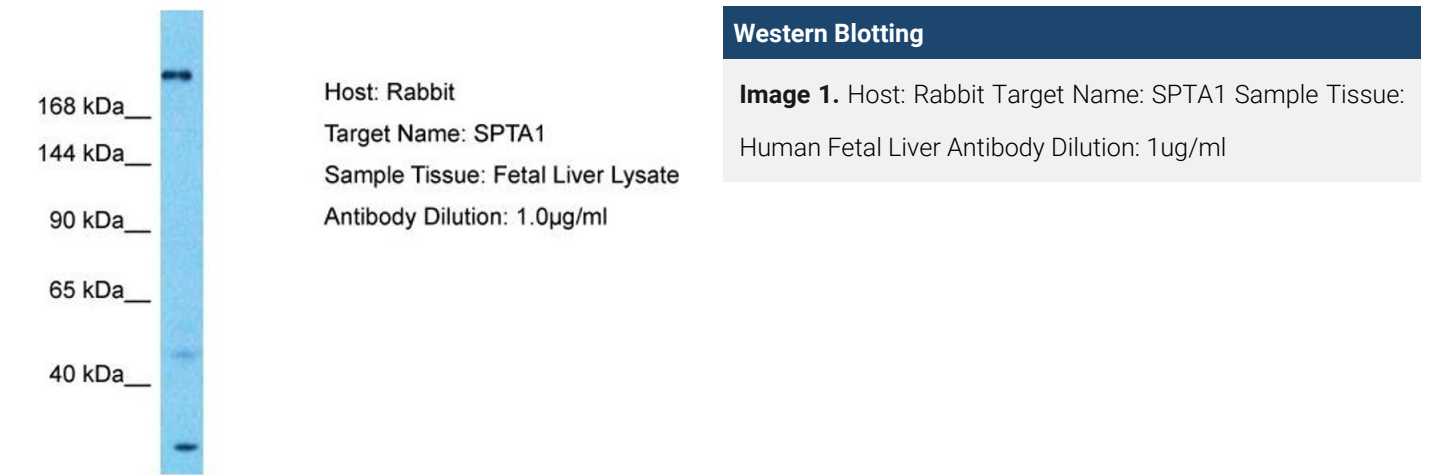 168 kDa__
144 kDa__
90 kDa__
65 kDa__
40 kDa__
Host: Rabbit
Target Name: SPTA1
Sample Tissue: Fetal Liver Lysate
Antibody Dilution: 1.0µg/ml
Western Blotting
Image 1. Host: Rabbit Target Name: SPTA1 Sample Tissue:
Human Fetal Liver Antibody Dilution: 1ug/ml